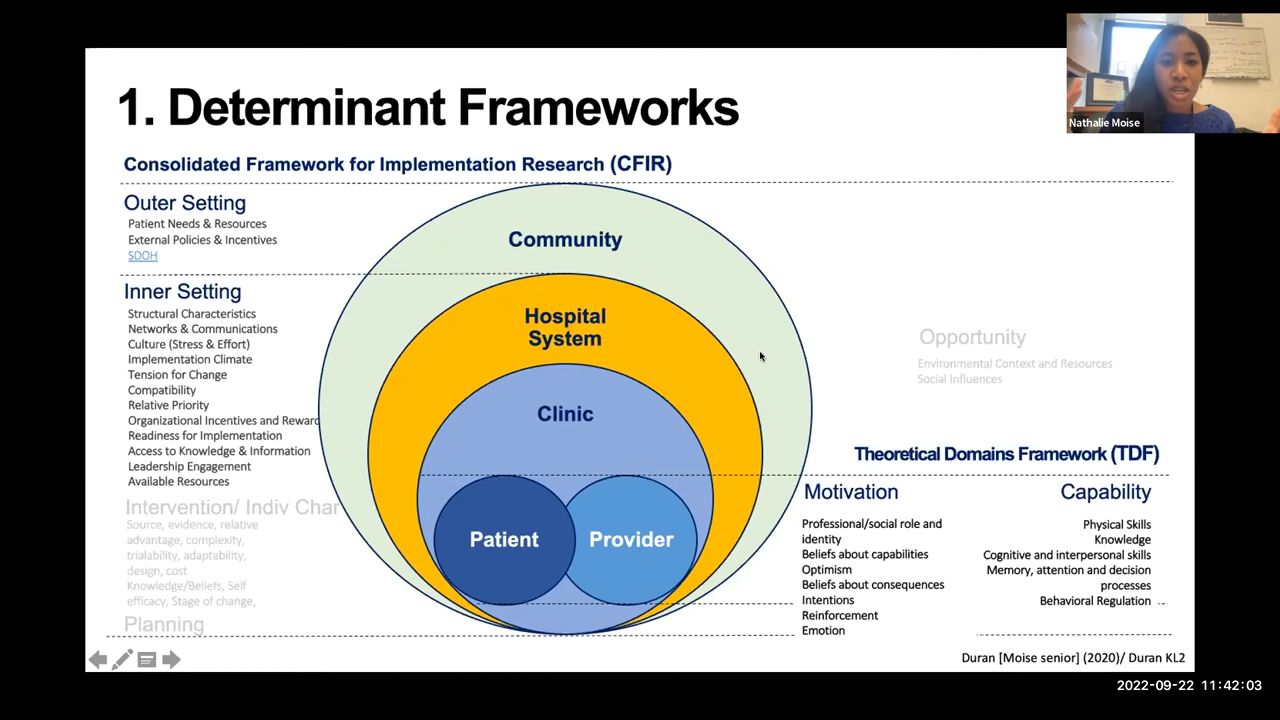 1. Determinant Frameworks
Nathalie Moise
Consolidated Framework for Implementation Research (CFIR)
Outer Setting
Patient Needs & Resources
External Policies & Incentives
SDOH
Inner Setting
Structural Characteristics
Networks & Communications
Culture (Stress & Effort)
Implementation Climate
Tension for Change
Compatibility
Relative Priority
Organizational Incentives and Reward
Readiness for Implementation
Access to Knowledge & Information
Leadership Engagement
Available Resources
Intervention/ Indiv Char
Source, evidence, relative
advantage, complexity,
trialability, adaptability,
design, cost
Knowledge/Beliefs, Self
efficacy, Stage of change,
Planning
Community
Hospital
System
Clinic
Patient
Provider
Opportunity
Environmental Context and Resources
Social Influences
Theoretical Domains Framework (TDF)
Motivation
Professional/social role and
identity
Beliefs about capabilities
Optimism
Beliefs about consequences
Intentions
Reinforcement
Emotion
Capability
Physical Skills
Knowledge
Cognitive and interpersonal skills
Memory, attention and decision
processes
Behavioral Regulation
Duran [Moise senior] (2020)/ Duran KL2
2022-09-22 11:42:03